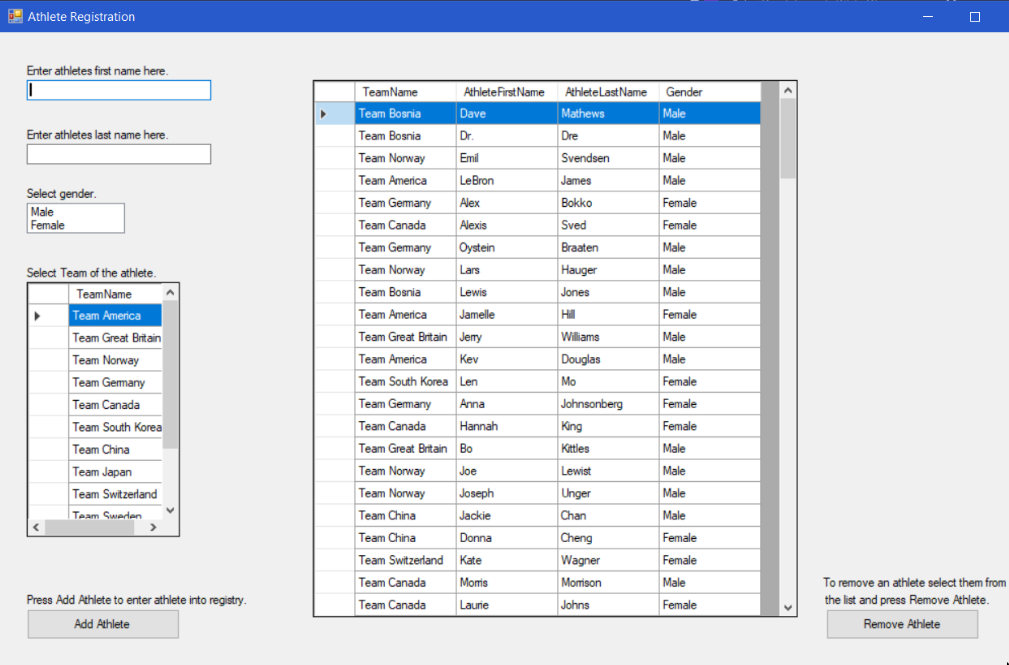 Athlete Registration
Enter athletes first name here.
Enter athletes last name here.
Select gender.
Male
Female
Select Team of the athlete.
TeamName
Team America
Team Great Britain
Team Norway
Team Germany
Team Canada
Team South Korea
Team China
Team Japan
Team Switzerland
Team Sweden
Press Add Athlete to enter athlete into registry.
Add Athlete
TeamName AthleteFirstName AthleteLastName Gender
Team Bosnia Dave Mathews Male
Team Bosnia Dr. Dre Male
Team Norway Emil Svendsen Male
Team America LeBron James Male
Team Germany Alex Bokko Female
Team Canada Alexis Sved Female
Team Germany Oystein Braaten Male
Team Norway Lars Hauger Male
Team Bosnia Lewis Jones Male
Team America Jamelle Hill Female
Team Great Britain Jerry Williams Male
Team America Kev Douglas Male
Team South Korea Len Mo Female
Team Germany Anna Johnsonberg Female
Team Canada Hannah King Female
Team Great Britain Bo Kittles Male
Team Norway Joe Lewist Male
Team Norway Joseph Unger Male
Team China Jackie Chan Male
Team China Donna Cheng Female
Team Switzerland Kate Wagner Female
Team Canada Morris Morrison Male
Team Canada Laurie Johns Female
To remove an athlete select them from
the list and press Remove Athlete.
Remove Athlete